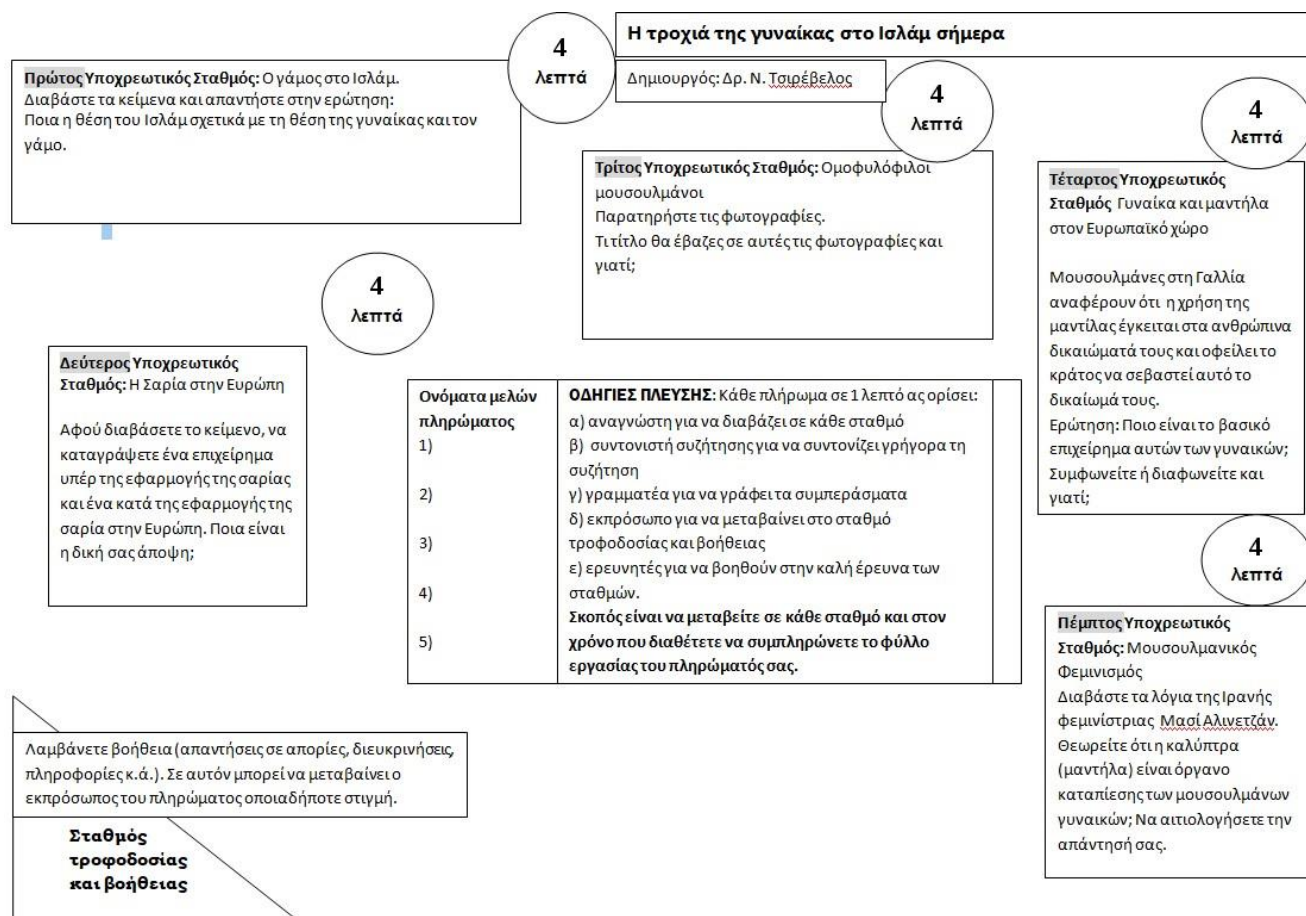 Η τροχιά της γυναίκας στο Ισλάμ σήμερα
Δημιουργός: Δρ. Ν. Τσιρέβελος
4
λεπτά
Πρώτος Υποχρεωτικός Σταθμός: Ο γάμος στο Ισλάμ.
Διαβάστε τα κείμενα και απαντήστε στην ερώτηση:
Ποια η θέση του Ισλάμ σχετικά με τη θέση της γυναίκας και τον
γάμο.
4
λεπτά
Δεύτερος Υποχρεωτικός
Σταθμός: Η Σαρία στην Ευρώπη
Αφού διαβάσετε το κείμενο, να
καταγράψετε ένα επιχείρημα
υπέρ της εφαρμογής της σαρίας
και ένα κατά της εφαρμογής της
σαρία στην Ευρώπη. Ποια είναι
η δική σας άποψη;
4
λεπτά
Τρίτος Υποχρεωτικός Σταθμός: Ομοφυλόφιλοι
μουσουλμάνοι
Παρατηρήστε τις φωτογραφίες.
Τι τίτλο θα έβαζες σε αυτές τις φωτογραφίες και
γιατί;
4
λεπτά
Τέταρτος Υποχρεωτικός
Σταθμός Γυναίκα και μαντήλα
στον Ευρωπαϊκό χώρο
Μουσουλμάνες στη Γαλλία
αναφέρουν ότι η χρήση της
μαντίλας έγκειται στα ανθρώπινα
δικαιώματά τους και οφείλει το
κράτος να σεβαστεί αυτό το
δικαίωμά τους.
Ερώτηση: Ποιο είναι το βασικό
επιχείρημα αυτών των γυναικών;
Συμφωνείτε ή διαφωνείτε και
γιατί;
4
λεπτά
Πέμπτος Υποχρεωτικός
Σταθμός: Μουσουλμανικός
Φεμινισμός
Διαβάστε τα λόγια της Ιρανής
φεμινίστριας Μασί Αλινετζάν.
Θεωρείτε ότι η καλύπτρα
(μαντήλα) είναι όργανο
καταπίεσης των μουσουλμάνων
γυναικών; Να αιτιολογήσετε την
απάντησή σας.
Ονόματα μελών
πληρώματος
1)
2)
3)
4)
5)
ΟΔΗΓΙΕΣ ΠΛΕΥΣΗΣ: Κάθε πλήρωμα σε 1 λεπτό ας ορίσει:
α) αναγνώστη για να διαβάζει σε κάθε σταθμό
β) συντονιστή συζήτησης για να συντονίζει γρήγορα τη
συζήτηση
γ) γραμματέα για να γράφει τα συμπεράσματα
δ) εκπρόσωπο για να μεταβαίνει στο σταθμό
τροφοδοσίας και βοήθειας
ε) ερευνητές για να βοηθούν στην καλή έρευνα των
σταθμών.
Σκοπός είναι να μεταβείτε σε κάθε σταθμό και στον
χρόνο που διαθέτετε να συμπληρώνετε το φύλλο
εργασίας του πληρώματός σας.
Λαμβάνετε βοήθεια (απαντήσεις σε απορίες, διευκρινήσεις,
πληροφορίες κ.ά.). Σε αυτόν μπορεί να μεταβαίνει ο
εκπρόσωπος του πληρώματος οποιαδήποτε στιγμή.
Σταθμός
τροφοδοσίας
και βοήθειας